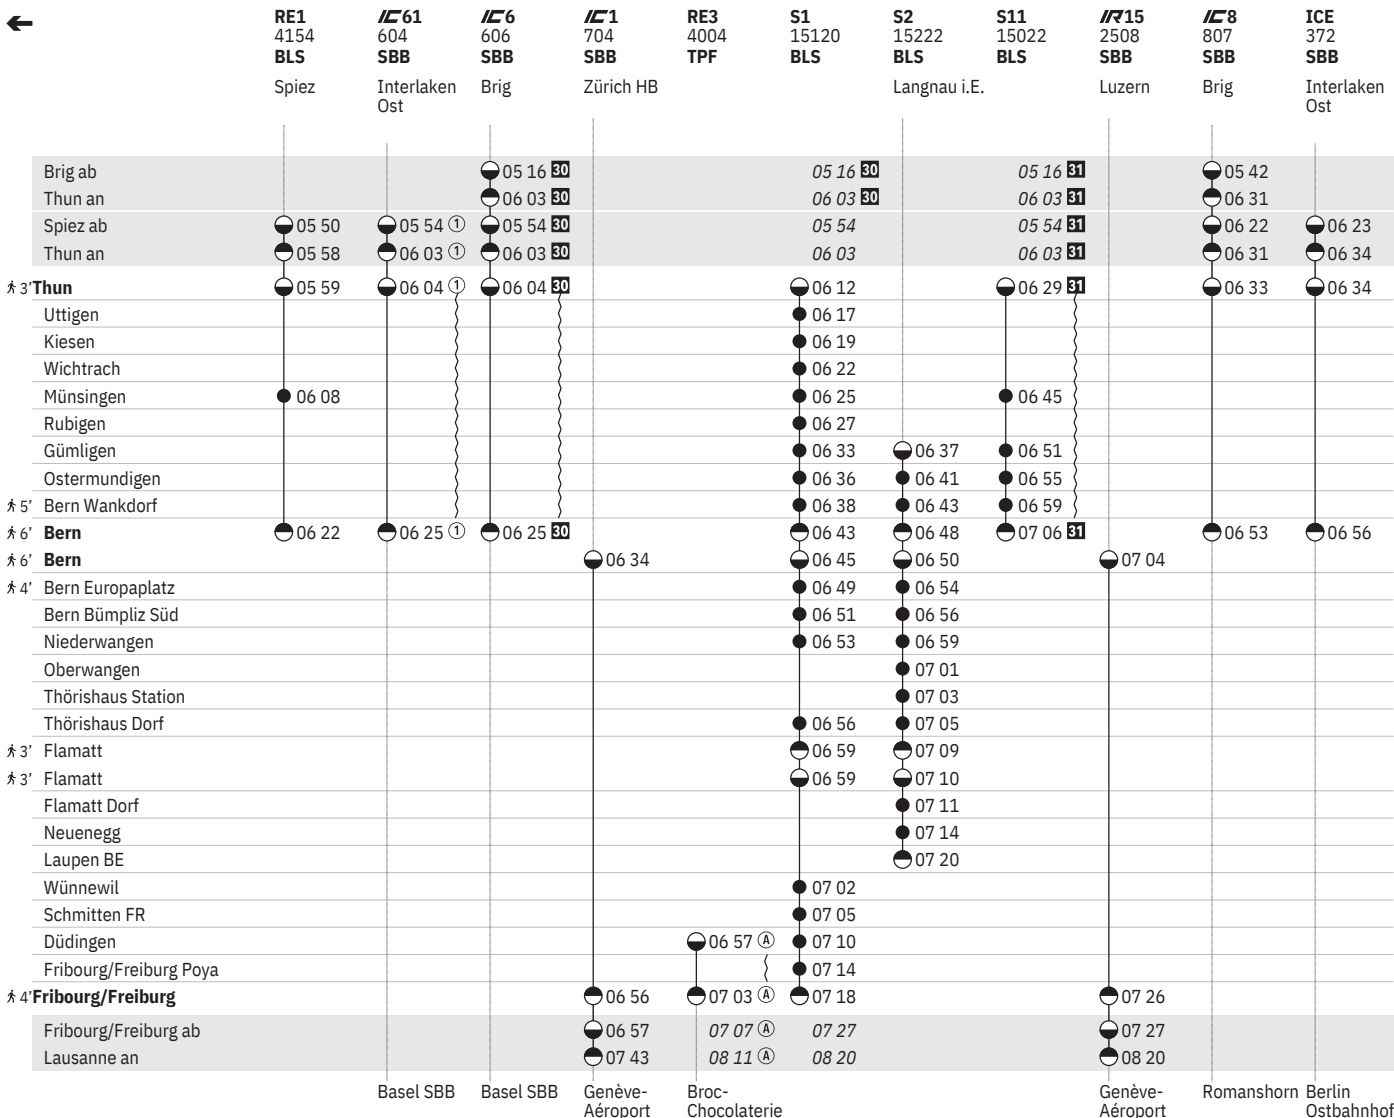 RE1 IC61 IC6 IC1 RE3 S1 S2 S11 IR15 IC8 ICE
4154 604 606 704 4004 15120 15222 15022 2508 807 372
BLS SBB SBB SBB TPF BLS BLS BLS SBB SBB SBB
Spiez Interlaken Brig Zürich HB Langnau i.E. Luzern Brig Interlaken
Ost Ost
Brig ab 05 16 30 05 16 30 05 16 31 05 42
Thun an 06 03 30 06 03 30 06 03 31 06 31
Spiez ab 05 50 05 54 1 05 54 30 05 54 05 54 31 06 22 06 23
Thun an 05 58 06 03 1 06 03 30 06 03 06 03 31 06 31 06 34
3’ Thun 05 59 06 04 1 06 04 30 06 12 06 29 31 06 33 06 34
Uttigen 06 17
Kiesen 06 19
Wichtrach 06 22
Münsingen 06 08 06 25 06 45
Rubigen 06 27
Gümligen 06 33 06 37 06 51
Ostermundigen 06 36 06 41 06 55
5’ Bern Wankdorf 06 38 06 43 06 59
6’ Bern 06 22 06 25 1 06 25 30 06 43 06 48 07 06 31 06 53 06 56
6’ Bern 06 34 06 45 06 50 07 04
4’ Bern Europaplatz 06 49 06 54
Bern Bümpliz Süd 06 51 06 56
Niederwangen 06 53 06 59
Oberwangen 07 01
Thörishaus Station 07 03
Thörishaus Dorf 06 56 07 05
3’ Flamatt 06 59 07 09
3’ Flamatt 06 59 07 10
Flamatt Dorf 07 11
Neuenegg 07 14
Laupen BE 07 20
Wünnewil 07 02
Schmitten FR 07 05
Düdingen 06 57 A 07 10
Fribourg/Freiburg Poya 07 14
4’ Fribourg/Freiburg 06 56 07 03 A 07 18 07 26
Fribourg/Freiburg ab 06 57 07 07 A 07 27 07 27
Lausanne an 07 43 08 11 A 08 20 08 20
Basel SBB Basel SBB Genève- Broc- Genève- Romanshorn Berlin
Aéroport Chocolaterie Aéroport Ostbahnhof